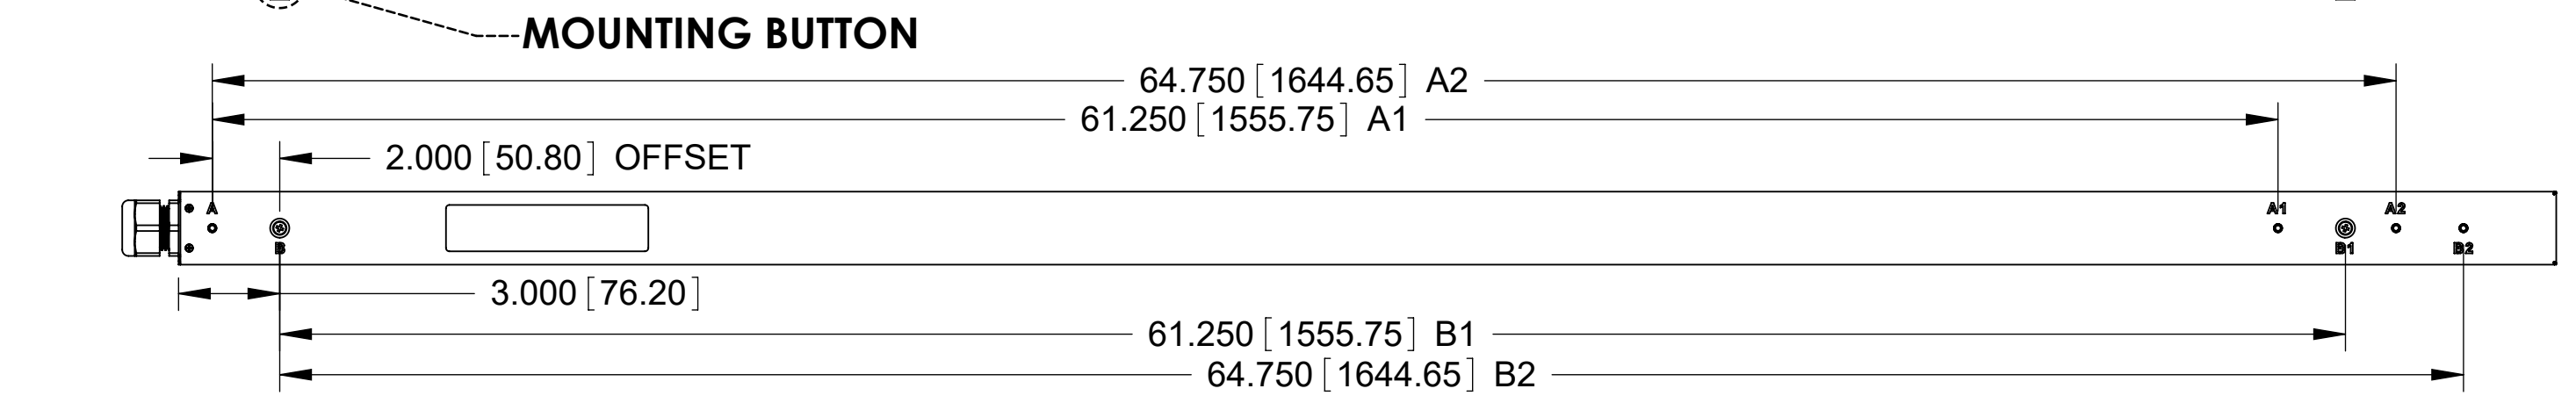 MOUNTING BUTTON
64.750 [1644.65] A2
61.250 [1555.75] A1
2.000 [50.80] OFFSET
A A1 A2
B B1 B2
3.000 [76.20]
61.250 [1555.75] B1
64.750 [1644.65] B2